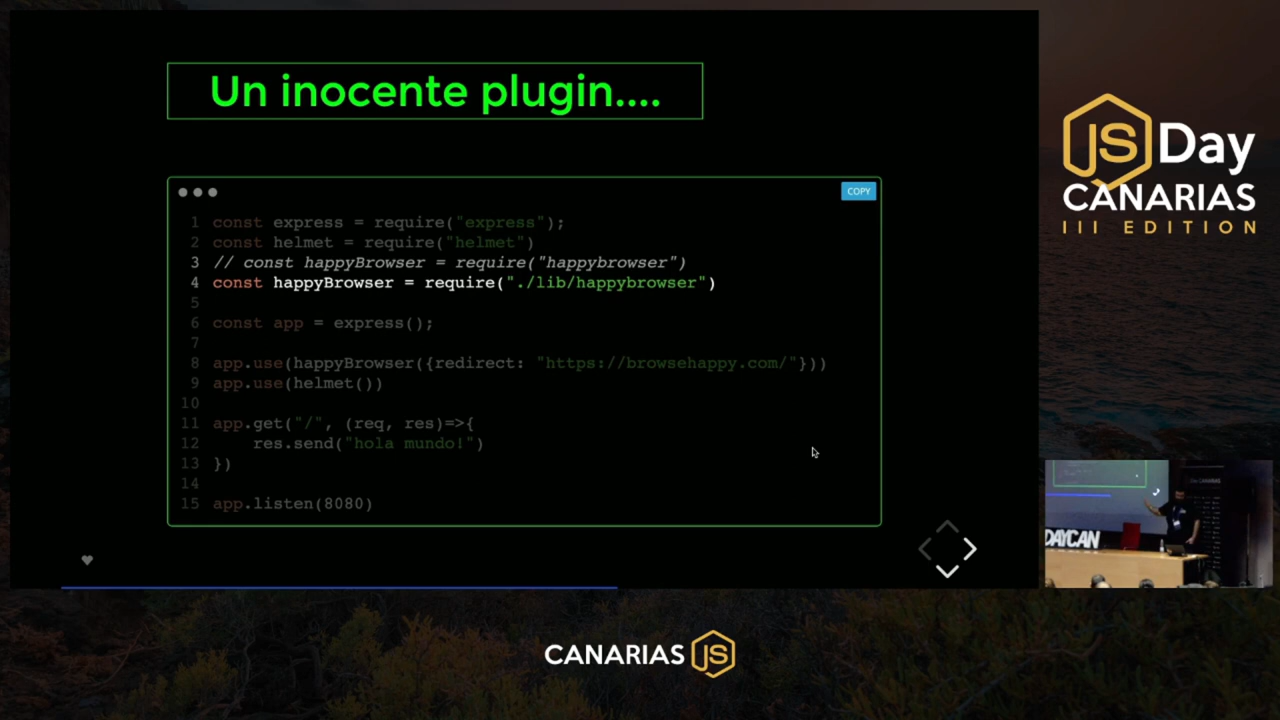 Un inocente plugin....
COPY
1 const express = require("express");
2 const helmet = require("helmet")
3 // const happyBrowser = require("happybrowser")
4 const happyBrowser = require("./lib/happybrowser")
5
6 const app = express();
7
8 app.use(happyBrowser({redirect: "https://browsehappy.com/"}))
9 app.use(helmet())
10
11 app.get("/", (req, res)=>{
12     res.send("hola mundo!")
13 })
14
15 app.listen(8080)
JS Day
CANARIAS
III EDITION
DAYCAN
CANARIAS JS